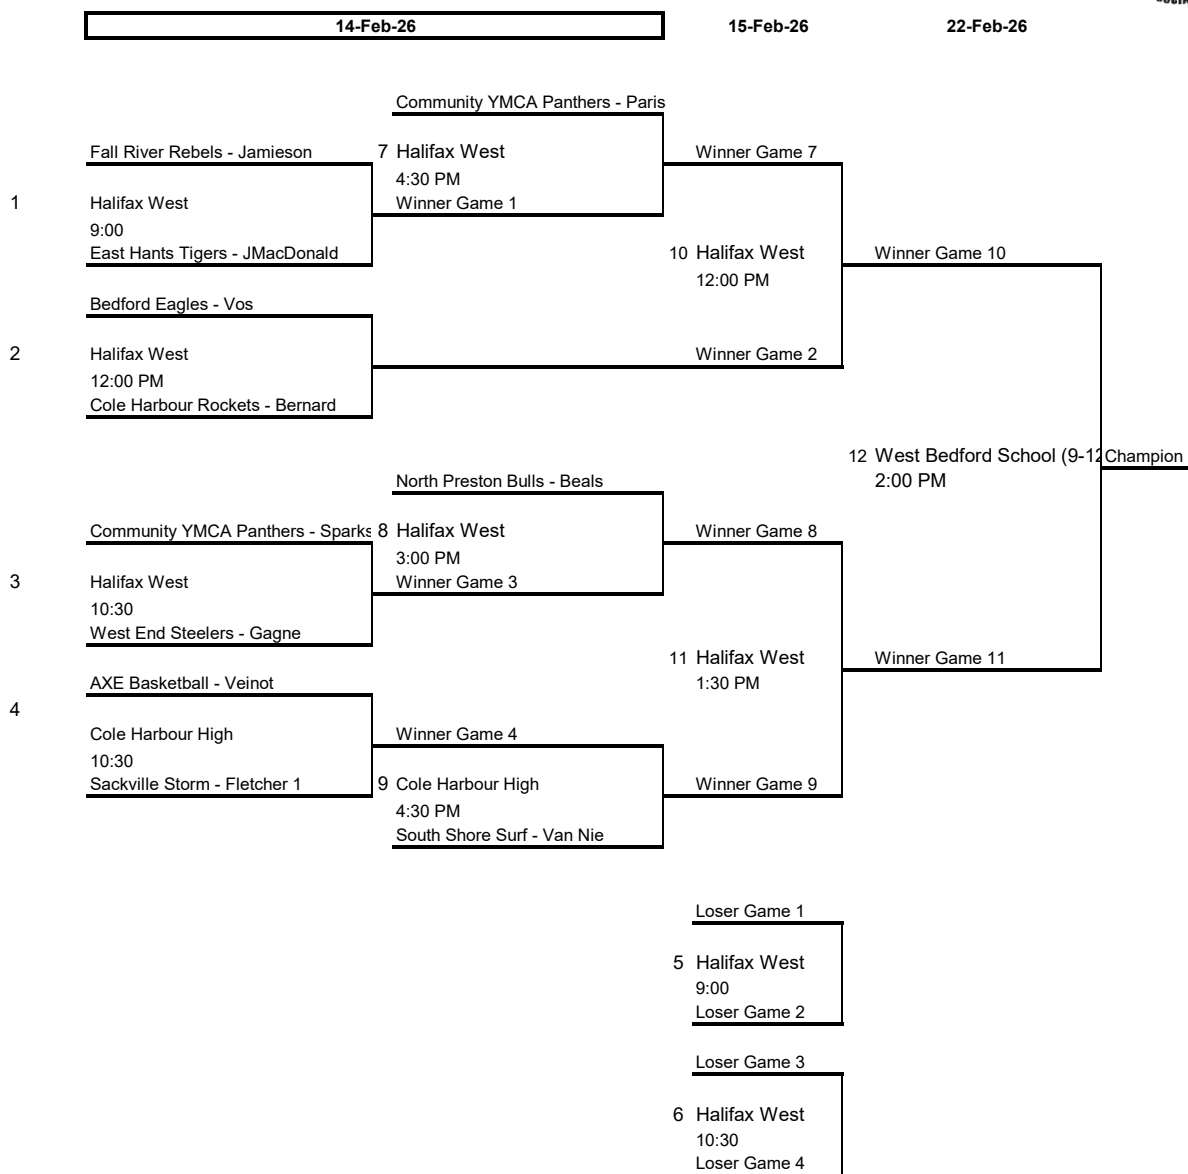 14-Feb-26 15-Feb-26 22-Feb-26
Community YMCA Panthers - Paris
Fall River Rebels - Jamieson 7 Halifax West Winner Game 7
4:30 PM
1 Halifax West Winner Game 1
9:00
East Hants Tigers - JMacDonald 10 Halifax West Winner Game 10
12:00 PM
Bedford Eagles - Vos
2 Halifax West Winner Game 2
12:00 PM
Cole Harbour Rockets - Bernard
12 West Bedford School (9-12 Champion
North Preston Bulls - Beals 2:00 PM
Community YMCA Panthers - Sparks 8 Halifax West Winner Game 8
3:00 PM
3 Halifax West Winner Game 3
10:30
West End Steelers - Gagne
11 Halifax West Winner Game 11
AXE Basketball - Veinot 1:30 PM
4
Cole Harbour High Winner Game 4
10:30
Sackville Storm - Fletcher 1 9 Cole Harbour High Winner Game 9
4:30 PM
South Shore Surf - Van Nie
Loser Game 1
5 Halifax West
9:00
Loser Game 2
Loser Game 3
6 Halifax West
10:30
Loser Game 4